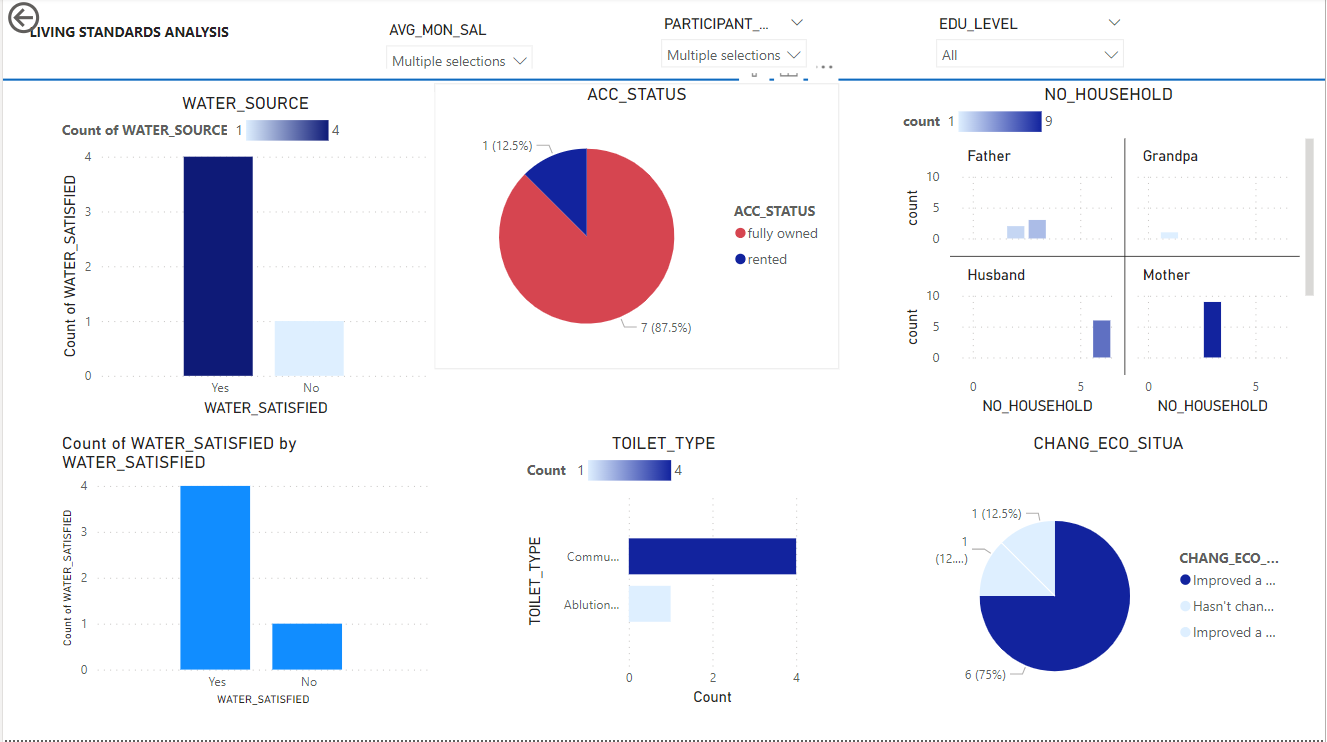 LIVING STANDARDS ANALYSIS
AVG_MON_SAL
Multiple selections
PARTICIPANT_...
Multiple selections
EDU_LEVEL
All
WATER_SOURCE
Count of WATER_SOURCE 1 4
Count of WATER_SATISFIED
4
3
2
1
0
Yes No
WATER_SATISFIED
ACC_STATUS
1 (12.5%)
7 (87.5%)
ACC_STATUS
fully owned
rented
NO_HOUSEHOLD
count 1 9
Father Grandpa
count
10
5
0
Husband Mother
count
10
5
0
0 5 0 5
NO_HOUSEHOLD NO_HOUSEHOLD
Count of WATER_SATISFIED by
WATER_SATISFIED
Count of WATER_SATISFIED
4
3
2
1
0
Yes No
WATER_SATISFIED
TOILET_TYPE
Count 1 4
TOILET_TYPE
Commu...
Ablution...
0 2 4
Count
CHANG_ECO_SITUA
1 (12.5%)
1
(12....)
6 (75%)
CHANG_ECO_...
Improved a ...
Hasn't chan...
Improved a ...